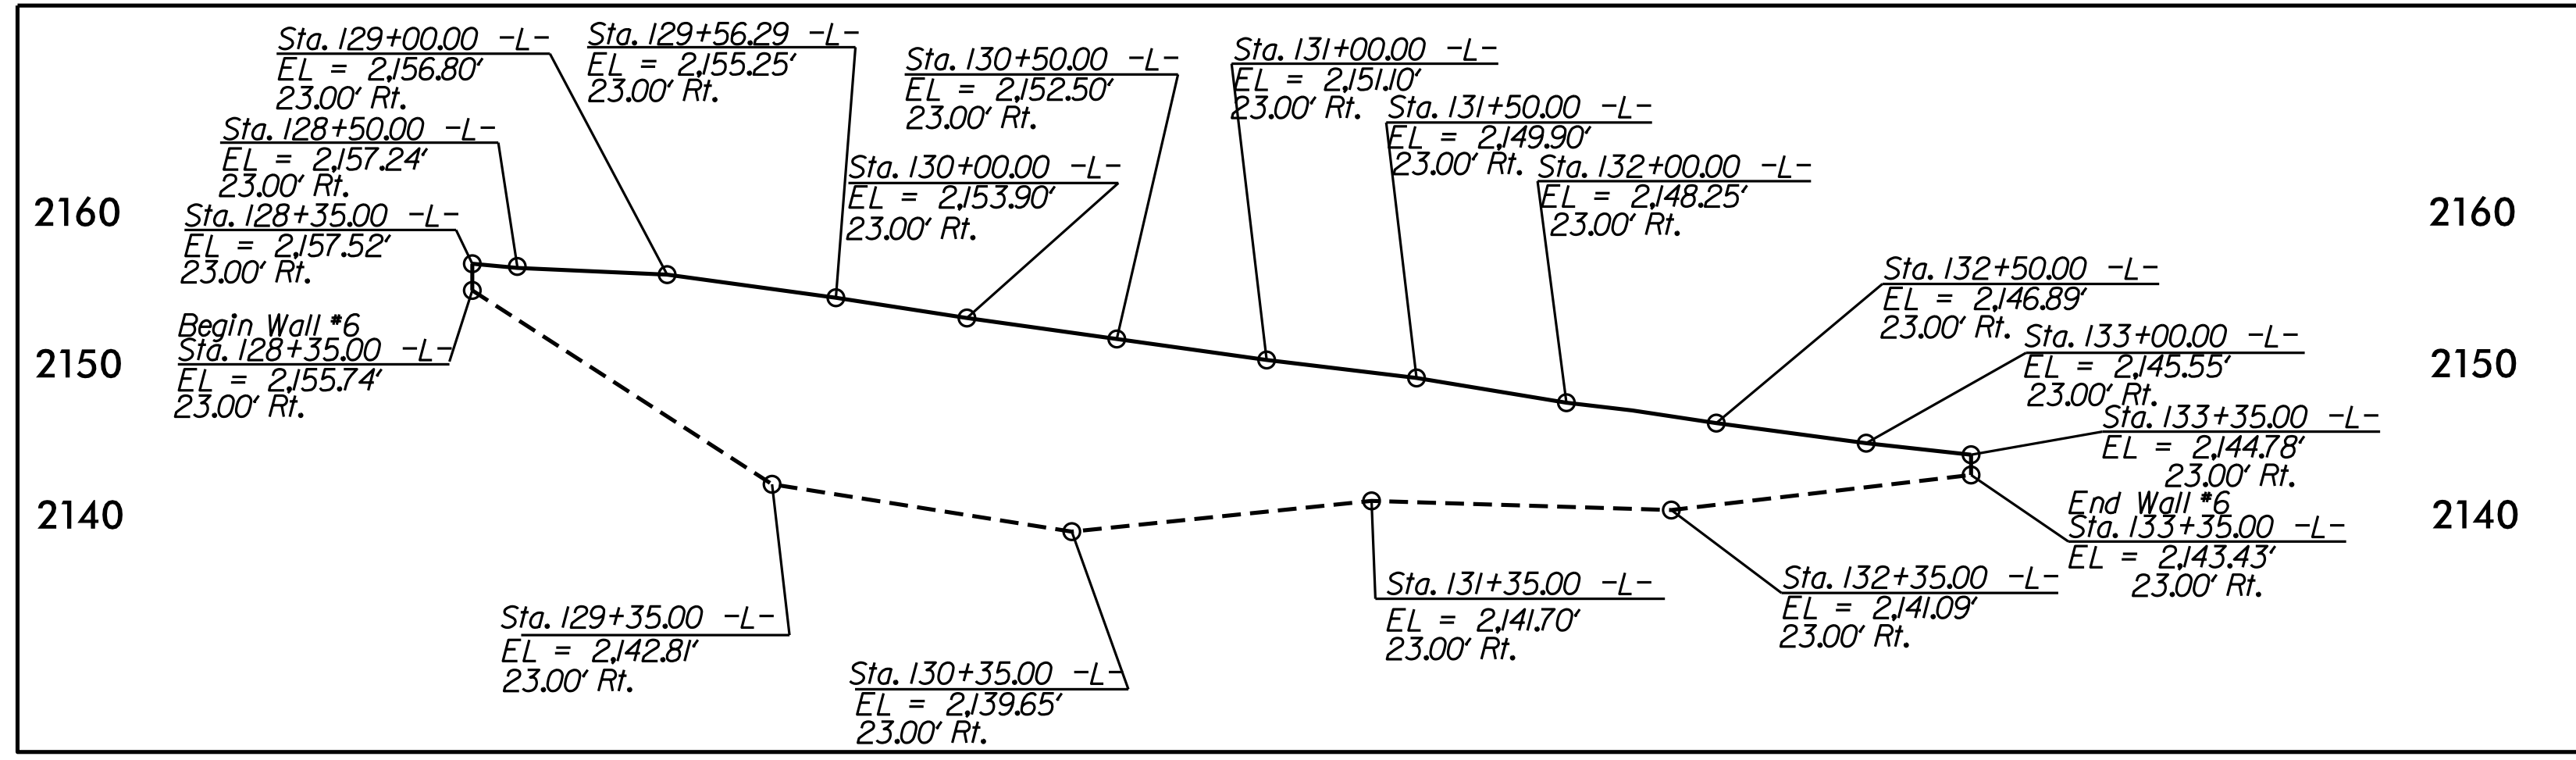 Sta. 129+00.00 -L-
EL = 2,156.80'
23.00' Rt.
Sta. 129+56.29 -L-
EL = 2,155.25'
23.00' Rt.
Sta. 130+50.00 -L-
EL = 2,152.50'
23.00' Rt.
Sta. 131+00.00 -L-
EL = 2,151.10'
23.00' Rt.
Sta. 131+50.00 -L-
EL = 2,149.90'
23.00' Rt.
Sta. 128+50.00 -L-
EL = 2,157.24'
23.00' Rt.
Sta. 130+00.00 -L-
EL = 2,153.90'
23.00' Rt.
Sta. 132+00.00 -L-
EL = 2,148.25'
23.00' Rt.
2160
Sta. 128+35.00 -L-
EL = 2,157.52'
23.00' Rt.
2160
Sta. 132+50.00 -L-
EL = 2,146.89'
23.00' Rt.
Begin Wall #6
Sta. 128+35.00 -L-
EL = 2,155.74'
23.00' Rt.
2150
Sta. 133+00.00 -L-
EL = 2,145.55'
23.00' Rt.
2150
Sta. 133+35.00 -L-
EL = 2,144.78'
23.00' Rt.
2140
End Wall #6
Sta. 133+35.00 -L-
EL = 2,143.43'
23.00' Rt.
2140
Sta. 129+35.00 -L-
EL = 2,142.81'
23.00' Rt.
Sta. 130+35.00 -L-
EL = 2,139.65'
23.00' Rt.
Sta. 131+35.00 -L-
EL = 2,141.70'
23.00' Rt.
Sta. 132+35.00 -L-
EL = 2,141.09'
23.00' Rt.